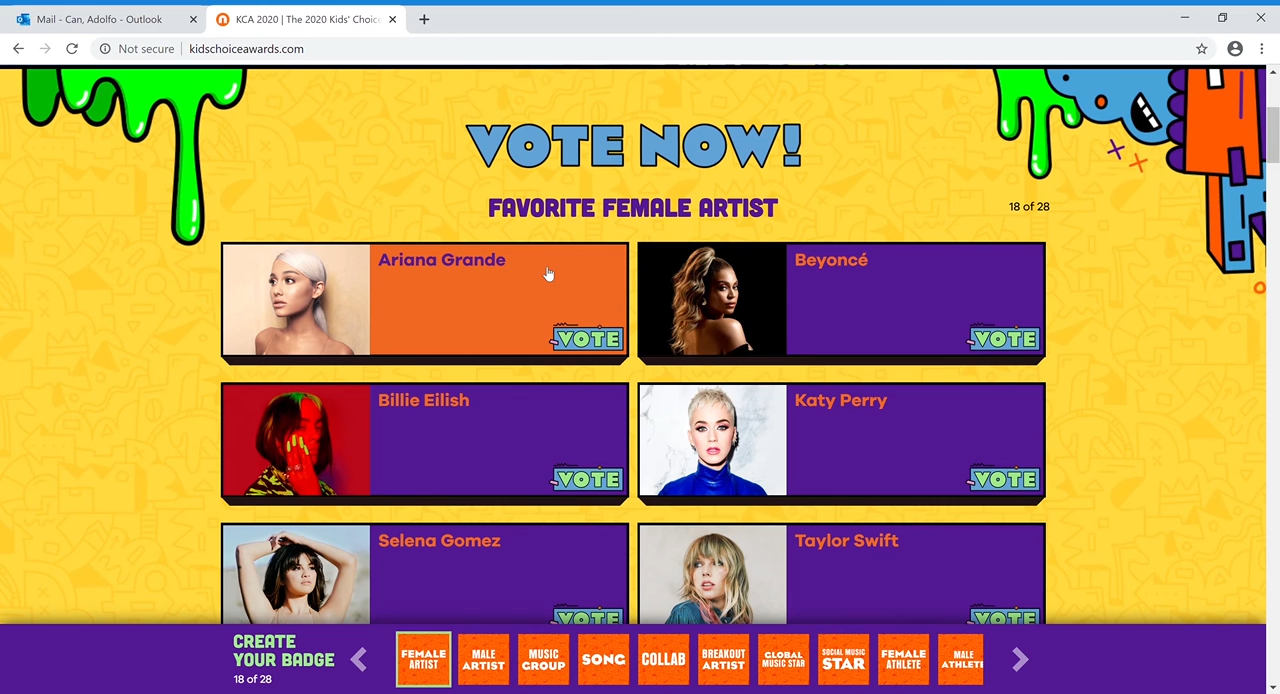 Mail - Can, Adolfo - Outlook
KCA 2020 | The 2020 Kids' Choice
Not secure
kidschoiceawards.com
VOTE NOW!
FAVORITE FEMALE ARTIST
18 of 28
Ariana Grande
VOTE
Beyoncé
VOTE
Billie Eilish
VOTE
Katy Perry
VOTE
Selena Gomez
VOTE
Taylor Swift
VOTE
CREATE
YOUR BADGE
18 of 28
FEMALE
ARTIST
MALE
ARTIST
MUSIC
GROUP
SONG
COLLAB
BREAKOUT
ARTIST
GLOBAL
MUSIC STAR
SOCIAL MUSIC
STAR
FEMALE
ATHLETE
MALE
ATHLETE